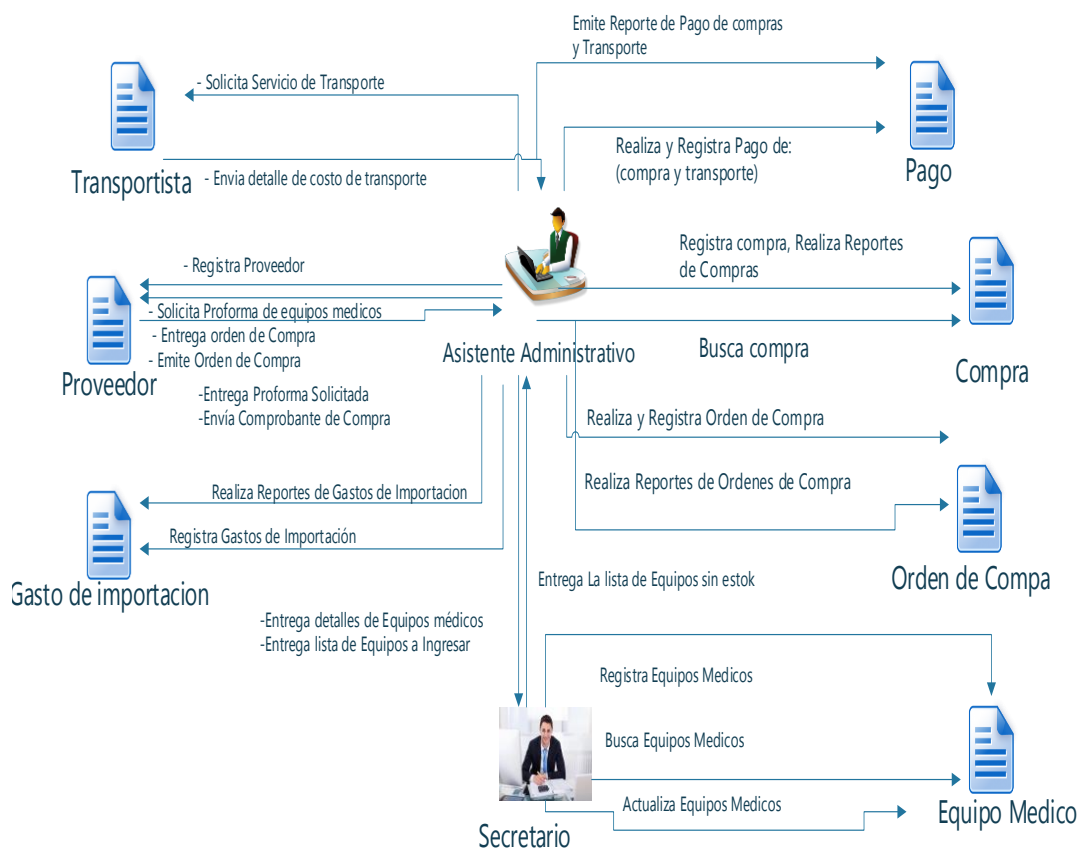 Emite Reporte de Pago de compras
y Transporte
- Solicita Servicio de Transporte
Realiza y Registra Pago de:
(compra y transporte)
Transportista
- Envia detalle de costo de transporte
Pago
- Registra Proveedor
Registra compra, Realiza Reportes
de Compras
- Solicita Proforma de equipos medicos
- Entrega orden de Compra
- Emite Orden de Compra
Proveedor
Asistente Administrativo
Busca compra
Compra
-Entrega Proforma Solicitada
-Envía Comprobante de Compra
Realiza y Registra Orden de Compra
Realiza Reportes de Gastos de Importacion
Realiza Reportes de Ordenes de Compra
Registra Gastos de Importación
Gasto de importacion
Entrega La lista de Equipos sin estok
Orden de Compa
-Entrega detalles de Equipos médicos
-Entrega lista de Equipos a Ingresar
Registra Equipos Medicos
Busca Equipos Medicos
Actualiza Equipos Medicos
Secretario
Equipo Medico